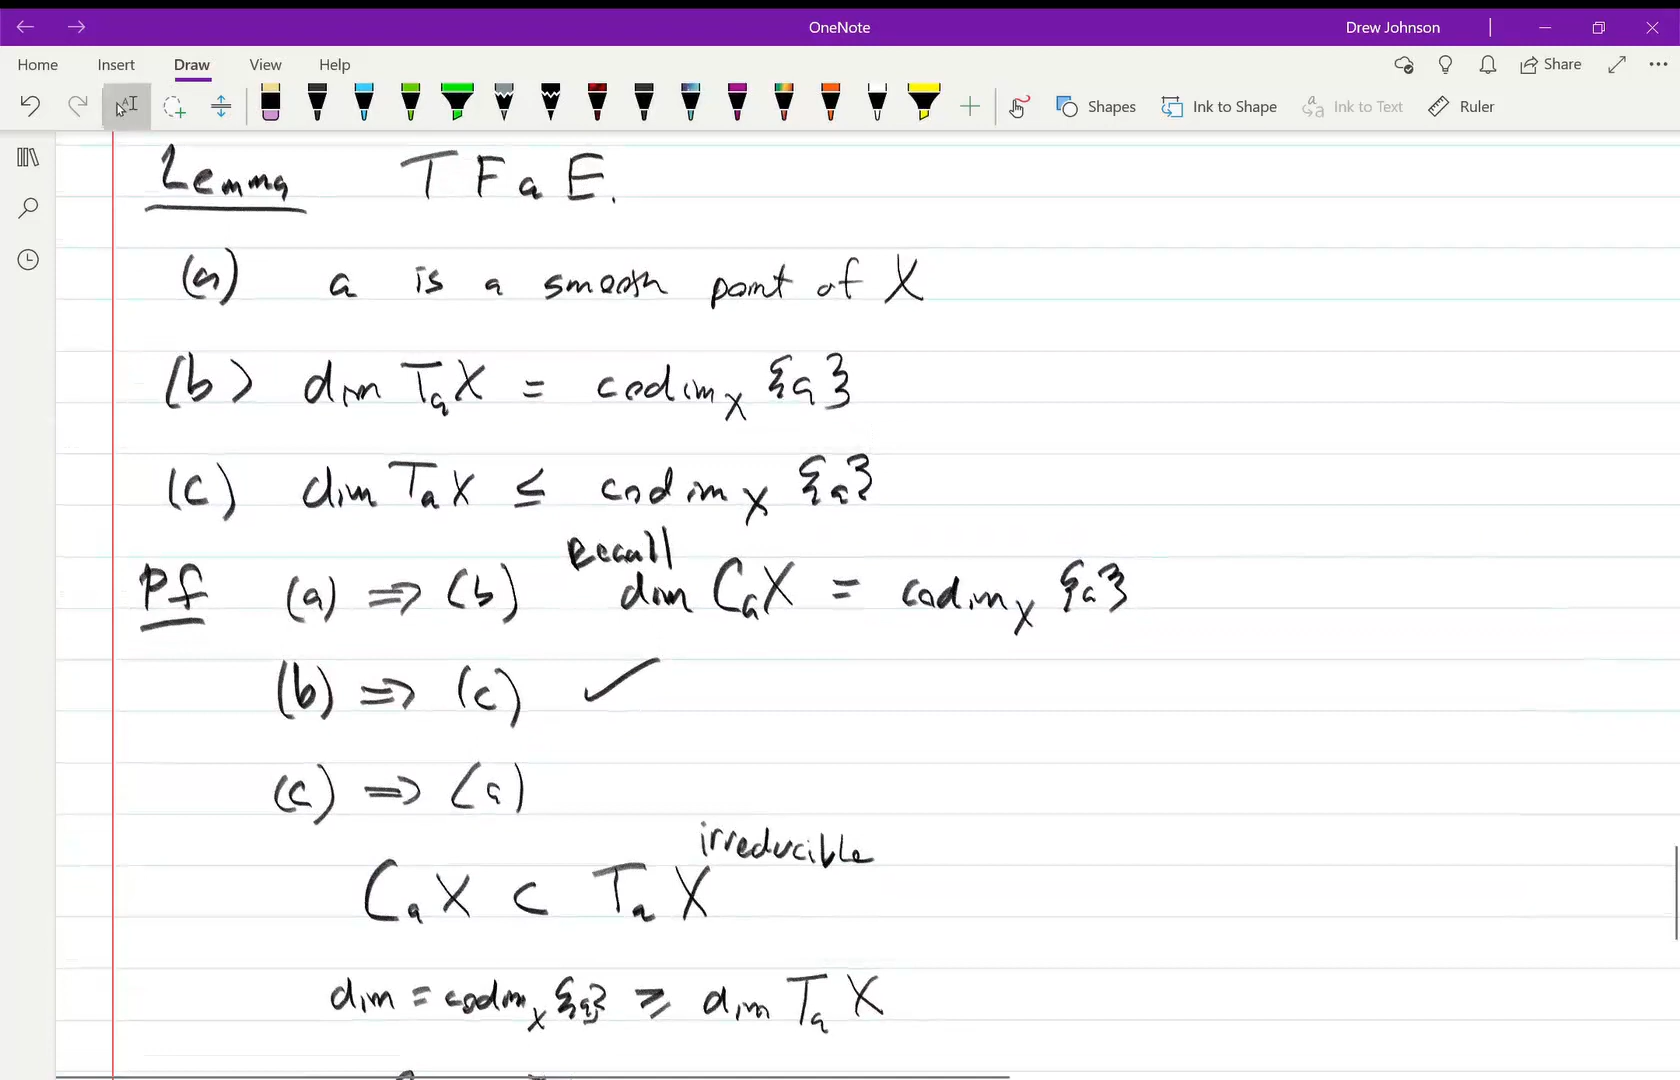 OneNote
Drew Johnson
Home Insert Draw View Help
Share
Shapes Ink to Shape Ink to Text Ruler
Lemma TFaE.
(a) a is a smooth point of X
(b) dim TₐX = codimₓ {a}
(c) dim TₐX ≤ codimₓ {a}
Recall
Pf (a) ⇒ (b) dim CₐX = codimₓ {a}
(b) ⇒ (c) ✓
(c) ⇒ (a)
irreducible
CₐX ⊂ TₐX
dim = codimₓ {a} ≥ dim TₐX